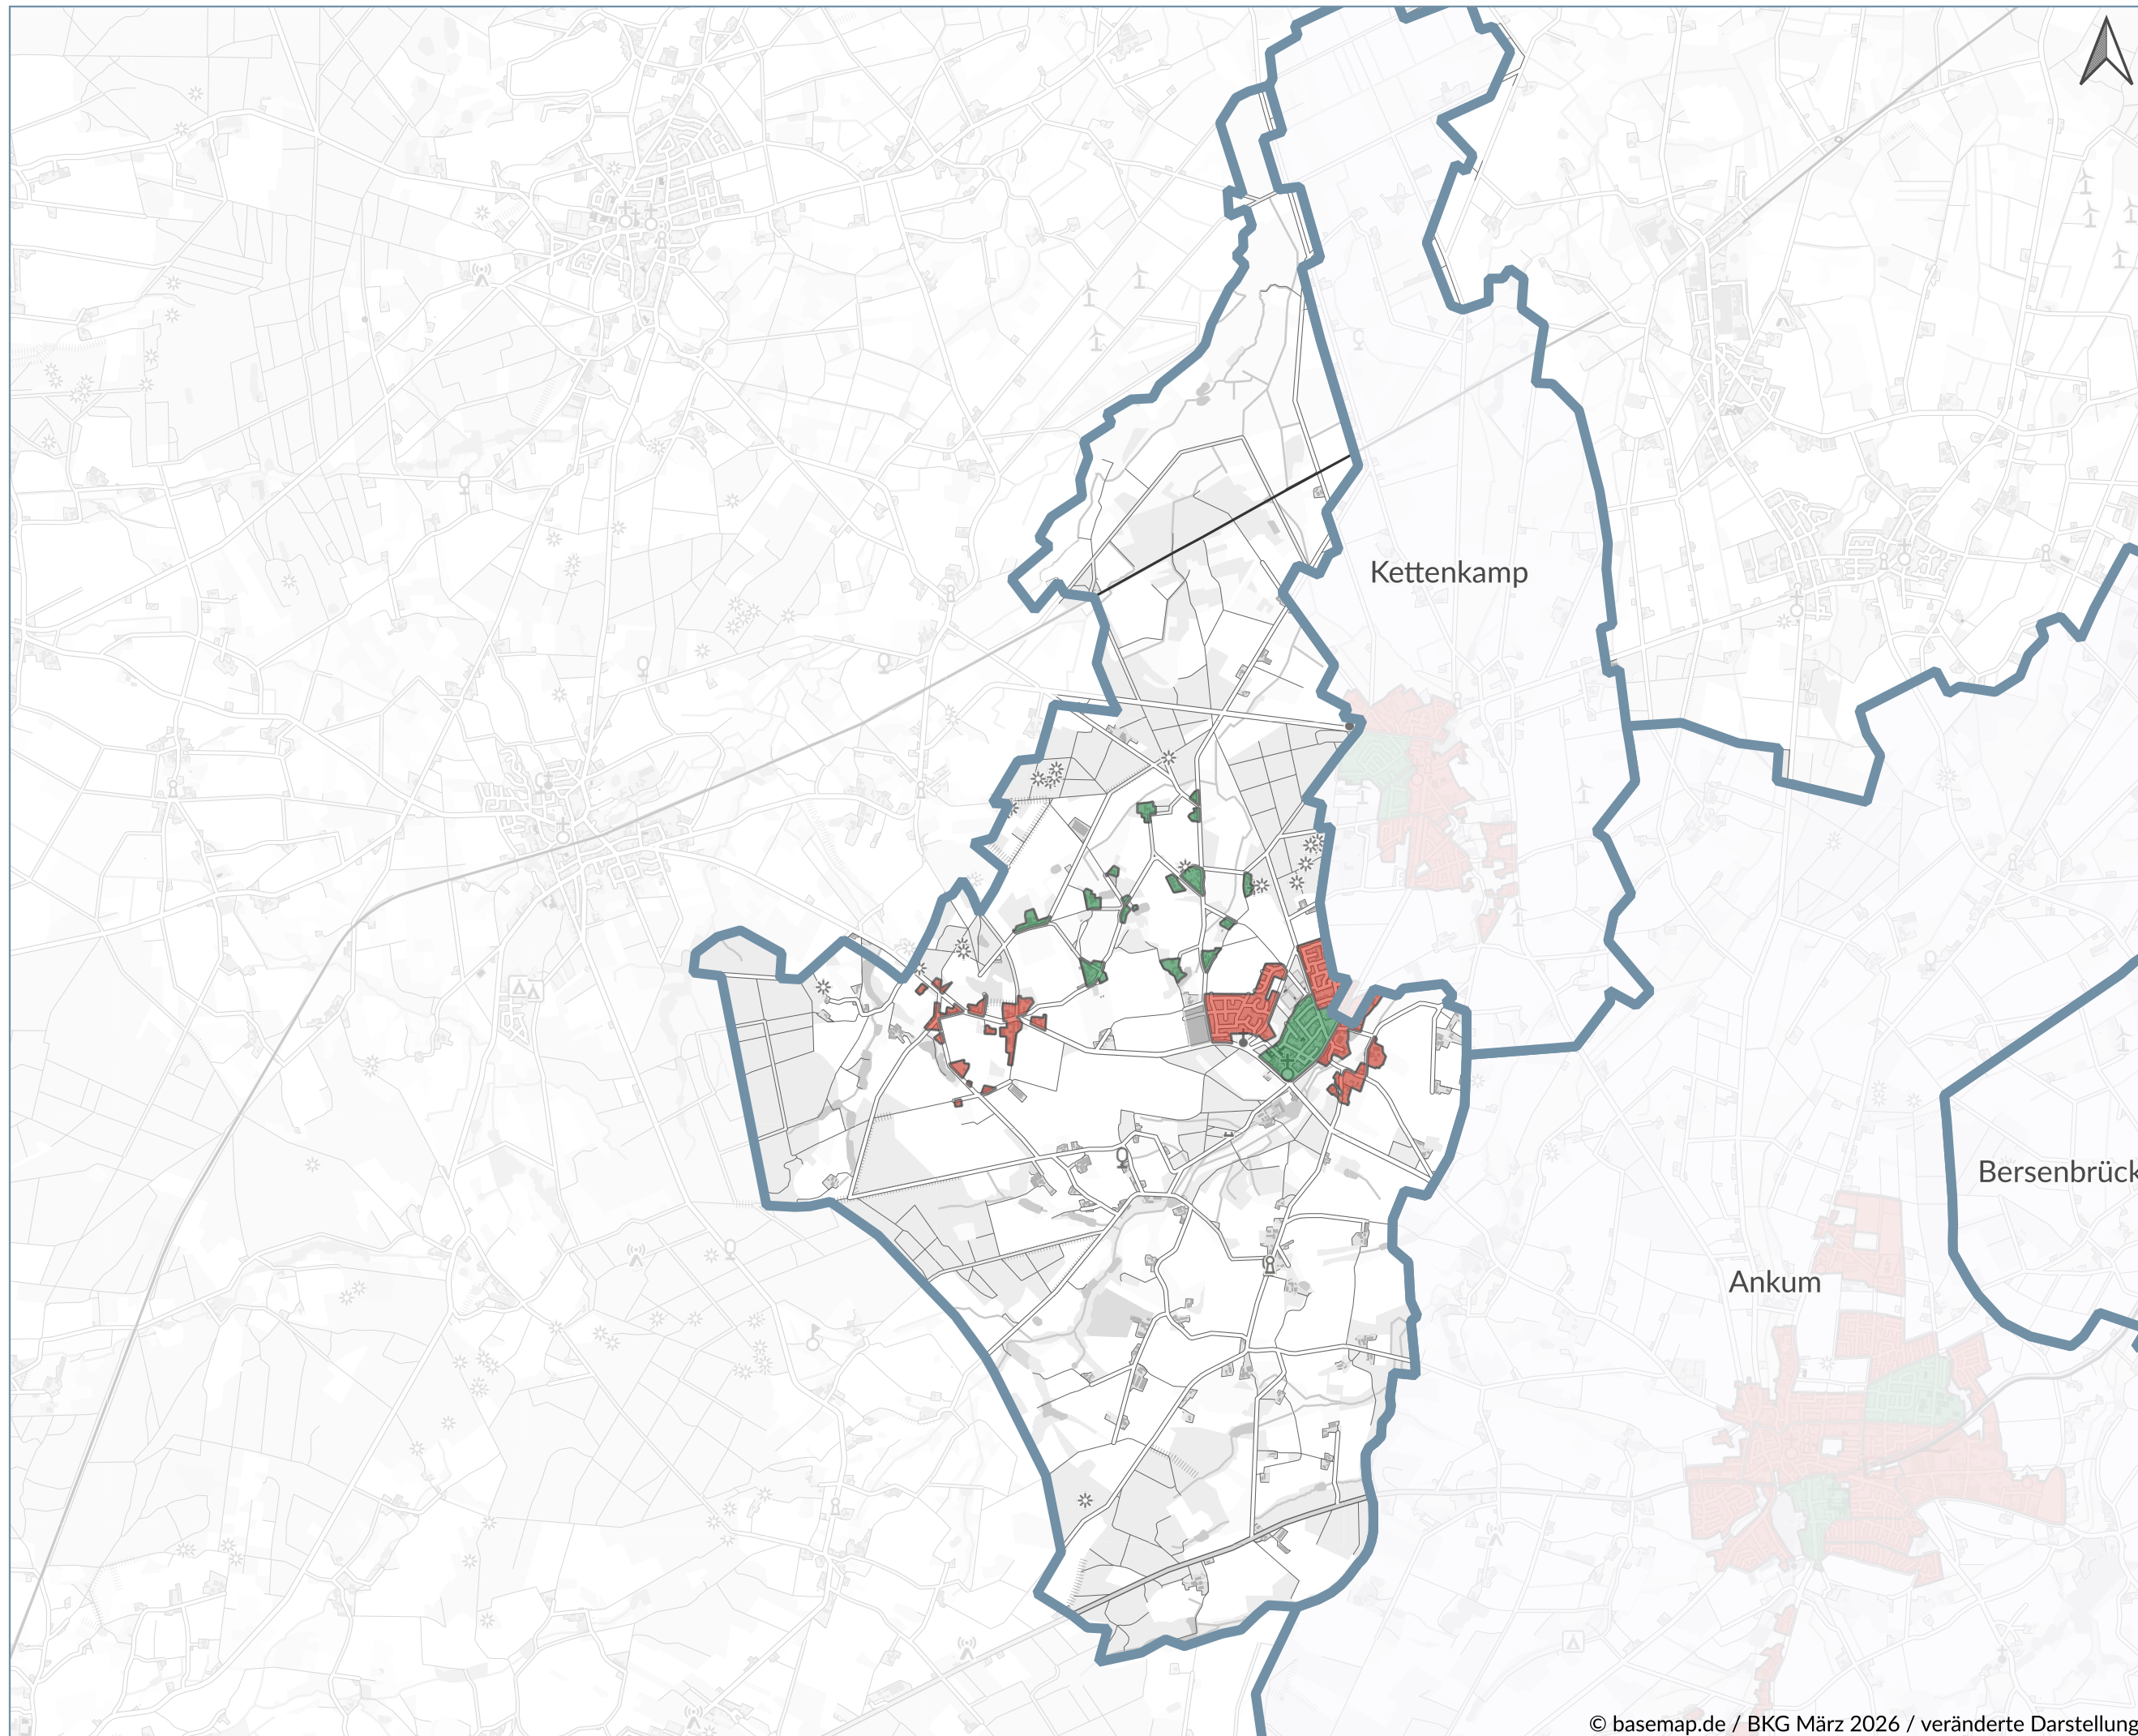 Kettenkamp
Bersenbrück
Ankum
© basemap.de / BKG März 2026 / veränderte Darstellung